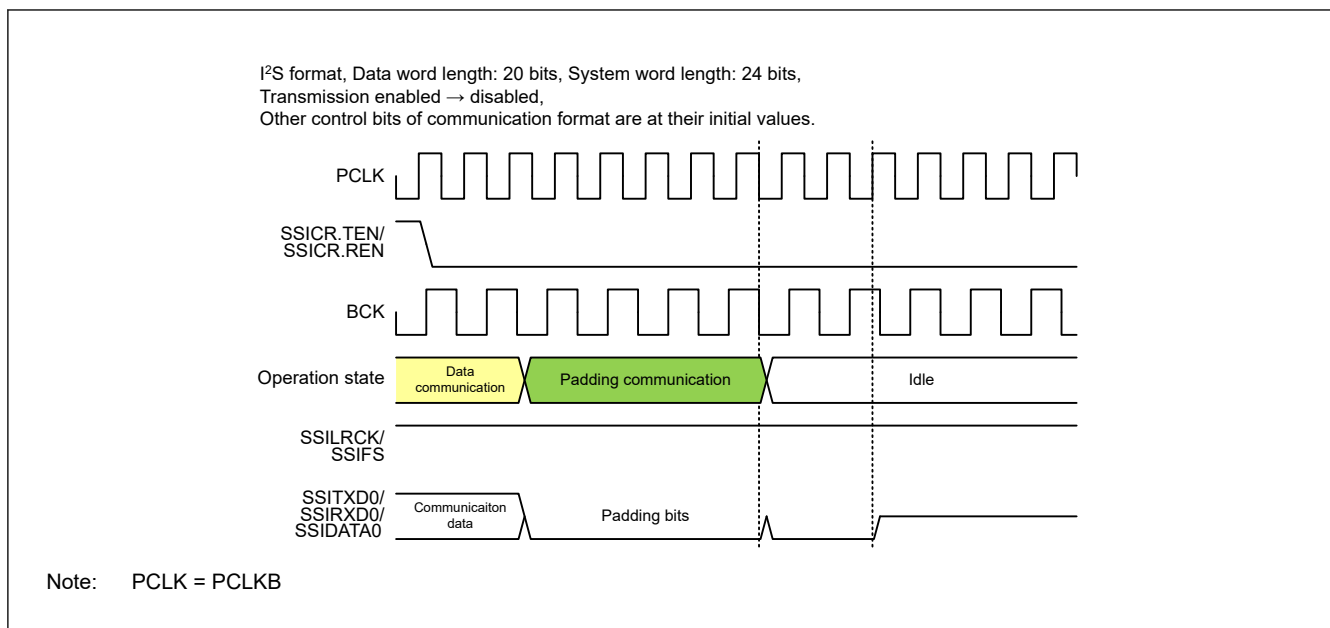 I²S format, Data word length: 20 bits, System word length: 24 bits,
Transmission enabled → disabled,
Other control bits of communication format are at their initial values.
PCLK
SSICR.TEN/
SSICR.REN
BCK
Operation state
Data
communication
Padding communication
Idle
SSILRCK/
SSIFS
SSITXD0/
SSIRXD0/
SSIDATA0
Communicaiton
data
Padding bits
Note: PCLK = PCLKB